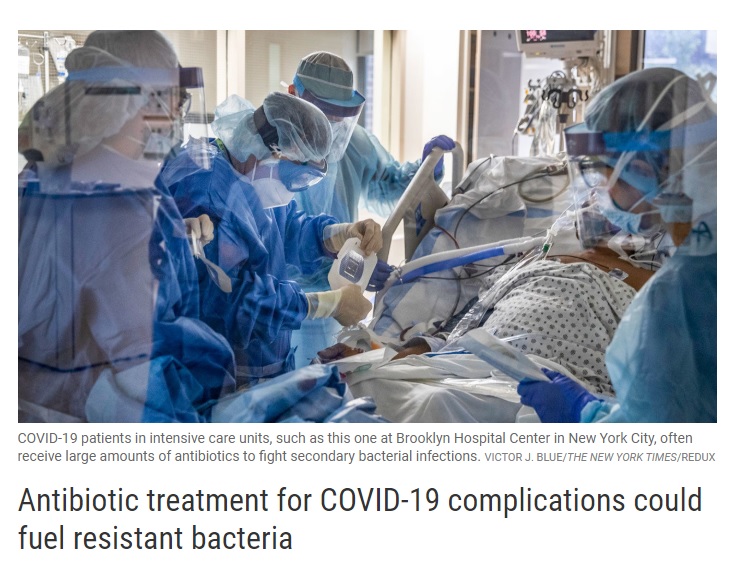 COVID-19 patients in intensive care units, such as this one at Brooklyn Hospital Center in New York City, often
receive large amounts of antibiotics to fight secondary bacterial infections. VICTOR J. BLUE/THE NEW YORK TIMES/REDUX
Antibiotic treatment for COVID-19 complications could
fuel resistant bacteria